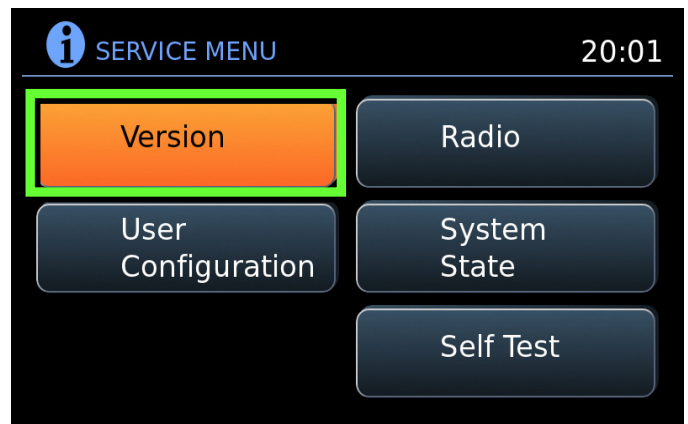 SERVICE MENU
20:01
Version
Radio
User
Configuration
System
State
Self Test